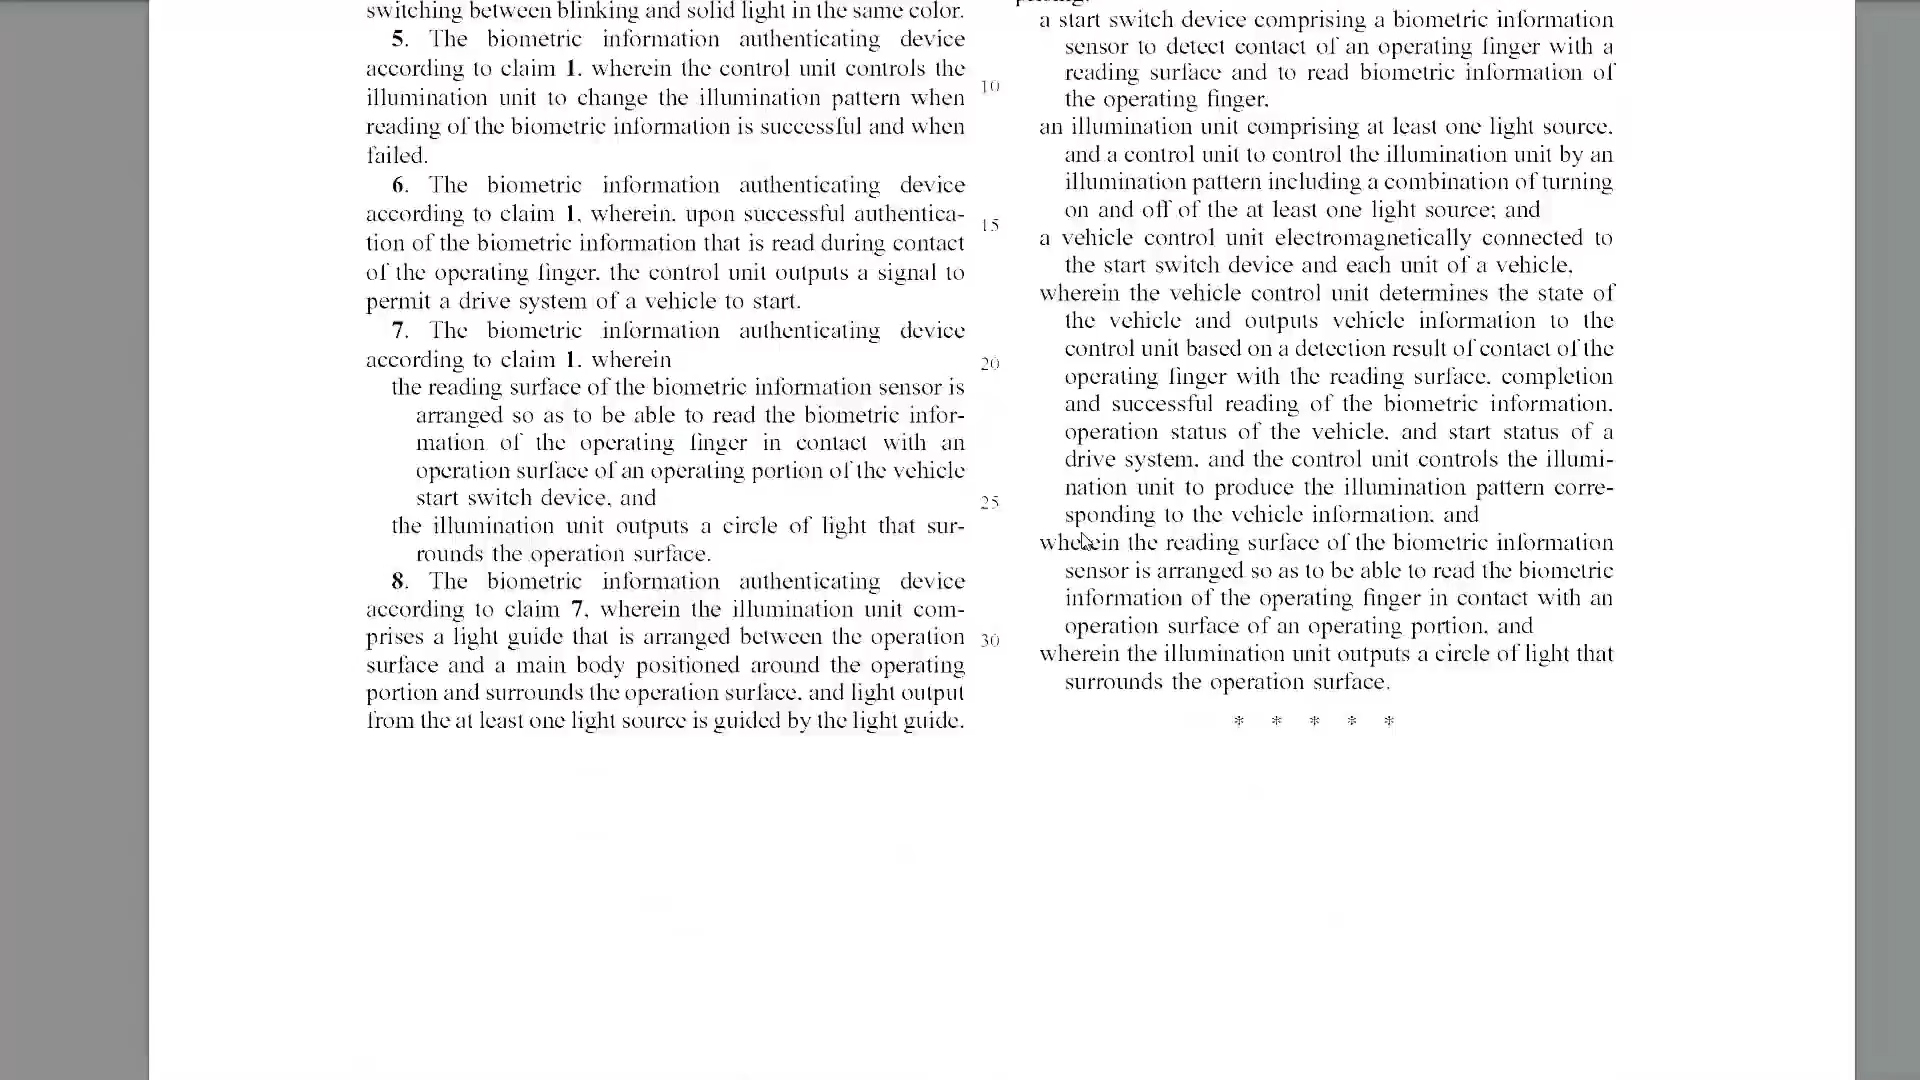 switching between blinking and solid light in the same color.
5. The biometric information authenticating device
according to claim 1, wherein the control unit controls the
illumination unit to change the illumination pattern when
reading of the biometric information is successful and when
failed.
6. The biometric information authenticating device
according to claim 1, wherein, upon successful authentica-
tion of the biometric information that is read during contact
of the operating finger, the control unit outputs a signal to
permit a drive system of a vehicle to start.
7. The biometric information authenticating device
according to claim 1, wherein
the reading surface of the biometric information sensor is
arranged so as to be able to read the biometric infor-
mation of the operating finger in contact with an
operation surface of an operating portion of the vehicle
start switch device, and
the illumination unit outputs a circle of light that sur-
rounds the operation surface.
8. The biometric information authenticating device
according to claim 7, wherein the illumination unit com-
prises a light guide that is arranged between the operation
surface and a main body positioned around the operating
portion and surrounds the operation surface, and light output
from the at least one light source is guided by the light guide.
10
15
20
25
30
a start switch device comprising a biometric information
sensor to detect contact of an operating finger with a
reading surface and to read biometric information of
the operating finger,
an illumination unit comprising at least one light source,
and a control unit to control the illumination unit by an
illumination pattern including a combination of turning
on and off of the at least one light source; and
a vehicle control unit electromagnetically connected to
the start switch device and each unit of a vehicle,
wherein the vehicle control unit determines the state of
the vehicle and outputs vehicle information to the
control unit based on a detection result of contact of the
operating finger with the reading surface, completion
and successful reading of the biometric information,
operation status of the vehicle, and start status of a
drive system, and the control unit controls the illumi-
nation unit to produce the illumination pattern corre-
sponding to the vehicle information, and
wherein the reading surface of the biometric information
sensor is arranged so as to be able to read the biometric
information of the operating finger in contact with an
operation surface of an operating portion, and
wherein the illumination unit outputs a circle of light that
surrounds the operation surface.
* * * * *